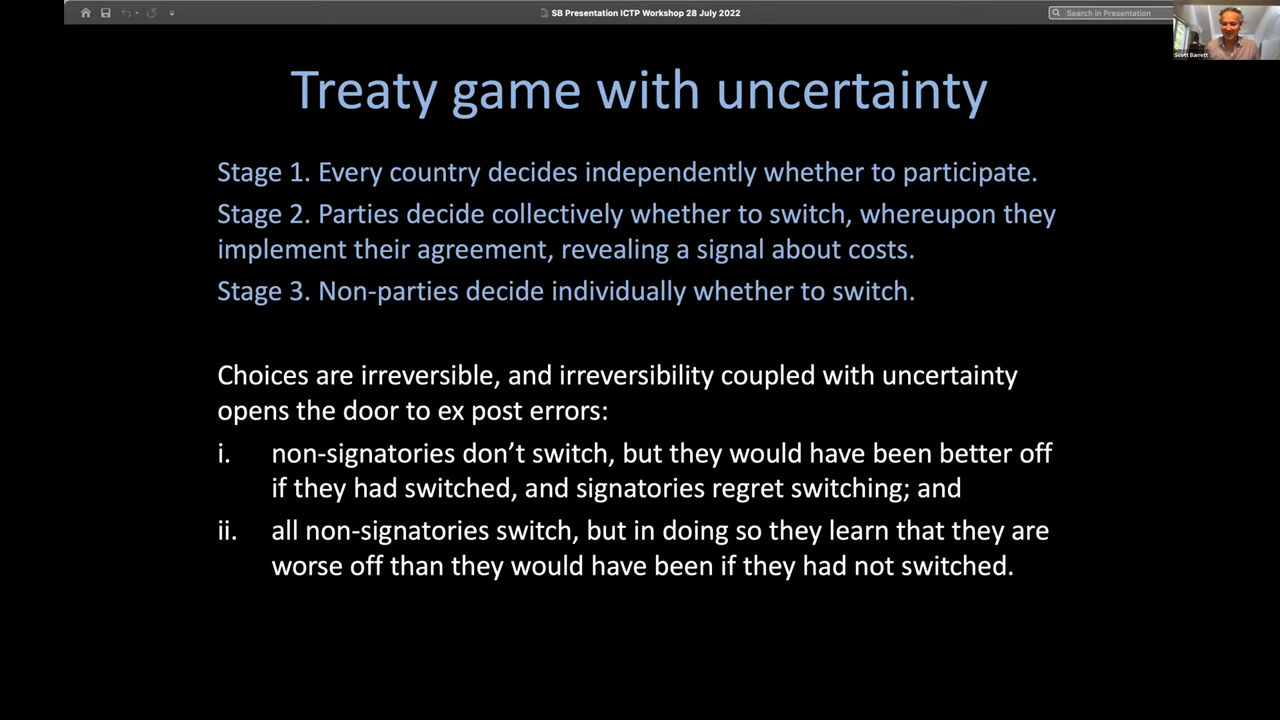 SB Presentation ICTP Workshop 28 July 2022
Search in Presentation
Scott Barrett
Treaty game with uncertainty
Stage 1. Every country decides independently whether to participate.
Stage 2. Parties decide collectively whether to switch, whereupon they
implement their agreement, revealing a signal about costs.
Stage 3. Non-parties decide individually whether to switch.
Choices are irreversible, and irreversibility coupled with uncertainty
opens the door to ex post errors:
i. non-signatories don’t switch, but they would have been better off
if they had switched, and signatories regret switching; and
ii. all non-signatories switch, but in doing so they learn that they are
worse off than they would have been if they had not switched.